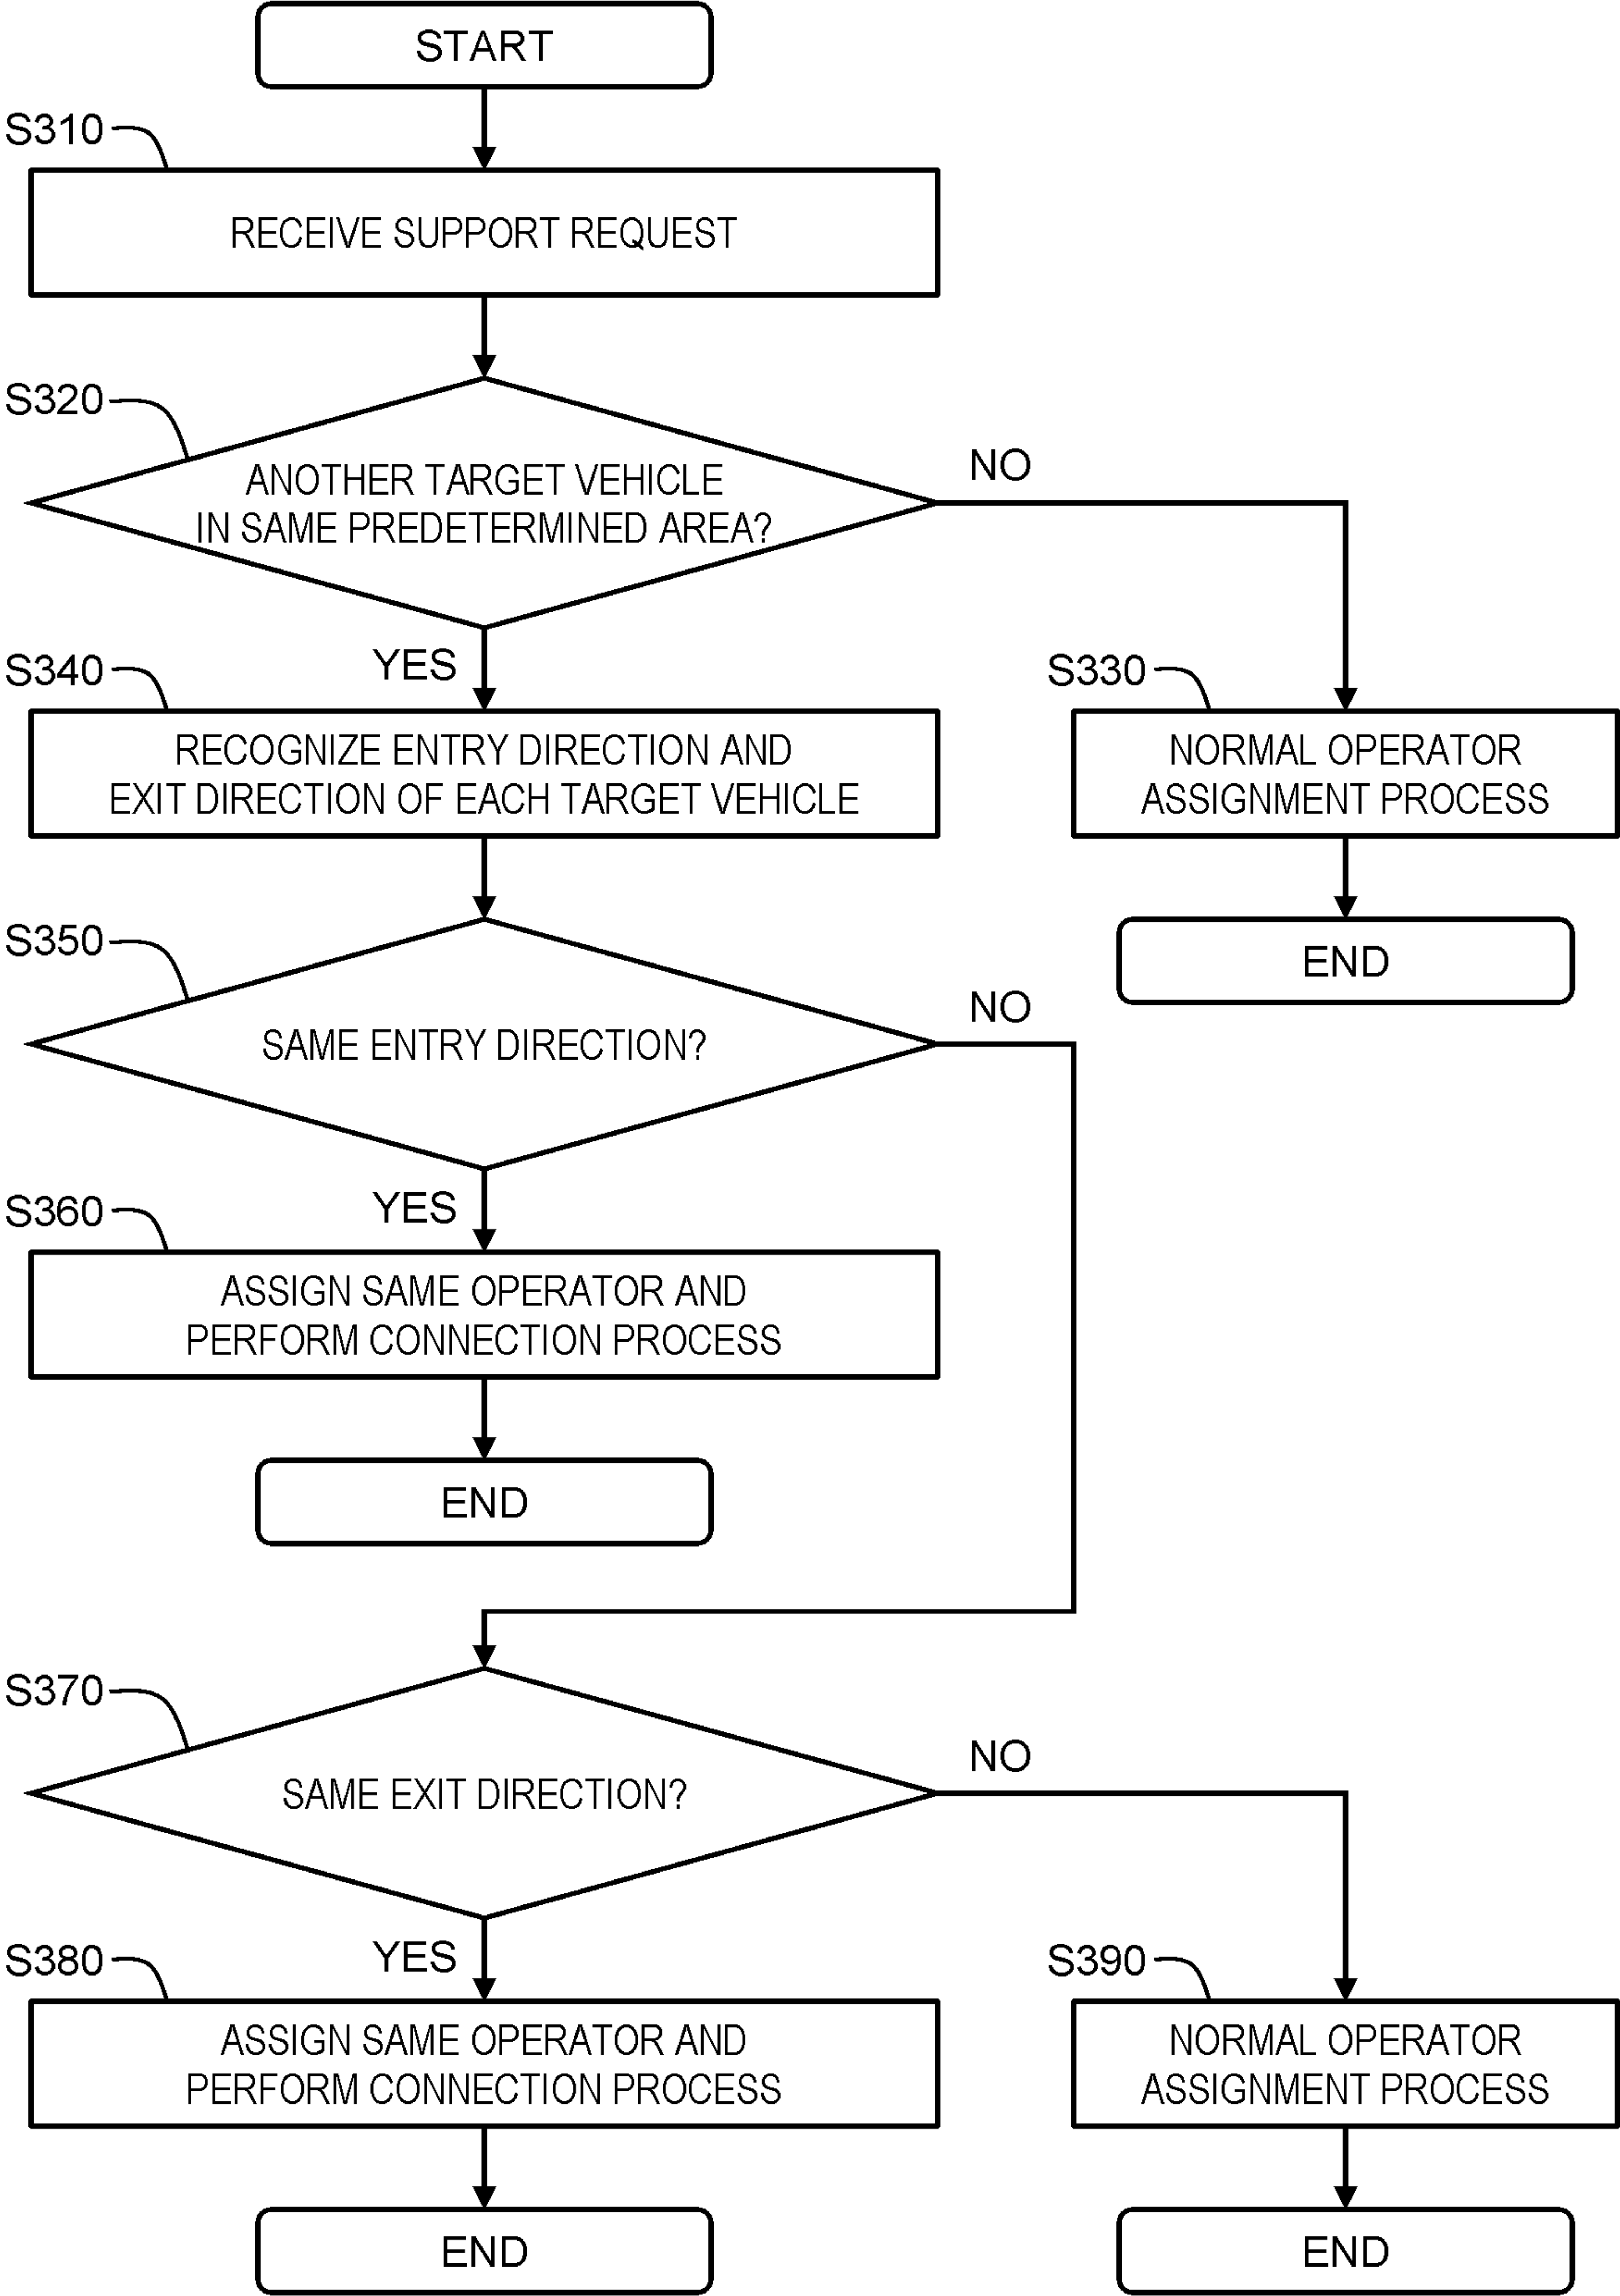 START
S310
RECEIVE SUPPORT REQUEST
S320
ANOTHER TARGET VEHICLE
IN SAME PREDETERMINED AREA?
NO
YES
S340
RECOGNIZE ENTRY DIRECTION AND
EXIT DIRECTION OF EACH TARGET VEHICLE
S330
NORMAL OPERATOR
ASSIGNMENT PROCESS
END
S350
SAME ENTRY DIRECTION?
NO
YES
S360
ASSIGN SAME OPERATOR AND
PERFORM CONNECTION PROCESS
END
S370
SAME EXIT DIRECTION?
NO
YES
S380
ASSIGN SAME OPERATOR AND
PERFORM CONNECTION PROCESS
END
S390
NORMAL OPERATOR
ASSIGNMENT PROCESS
END